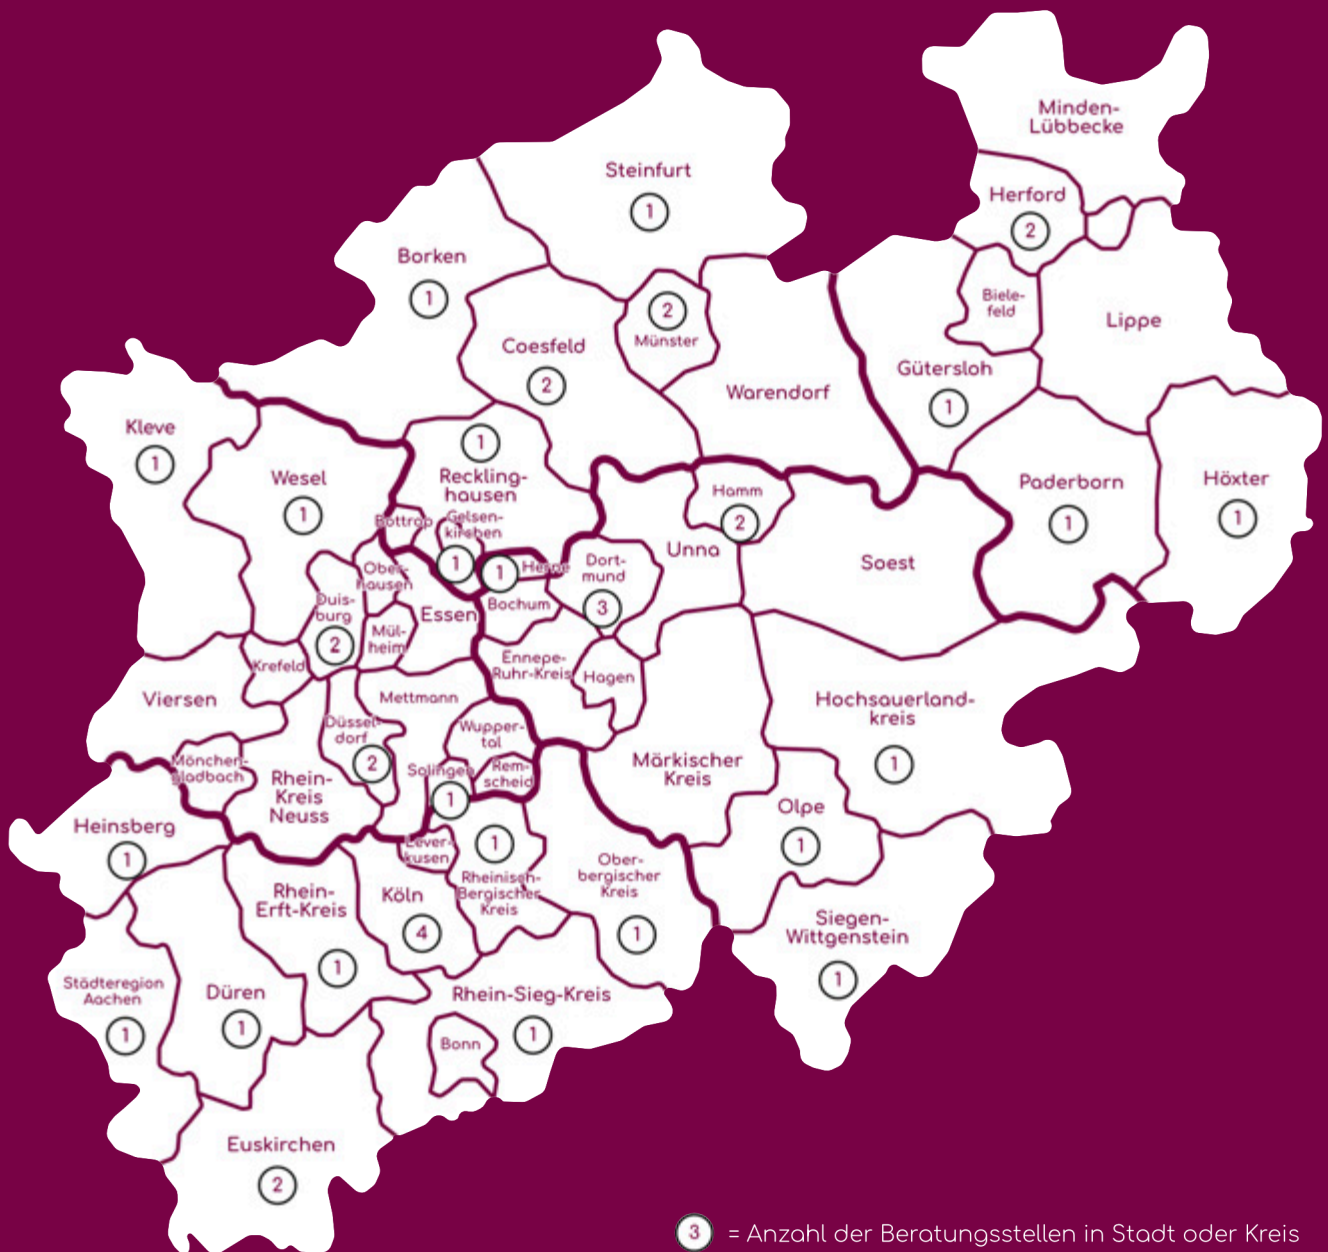 Minden-
Lübbecke
Steinfurt
1
Herford
2
Borken
1
Biele-
feld
2
Münster
Lippe
Coesfeld
2
Gütersloh
1
Warendorf
Kleve
1
1
Reckling-
hausen
Wesel
1
Paderborn
1
Höxter
1
Hamm
2
Bottrop
Gelsen-
kirchen
1
1
Herne
Unna
Soest
Dort-
mund
3
Ober-
hausen
Duis-
burg
2
Essen
Bochum
Mül-
heim
Krefeld
Ennepe-
Ruhr-Kreis
Hagen
Viersen
Mettmann
Hochsauerland-
kreis
1
Düssel-
dorf
2
Wupper-
tal
Mönchen-
gladbach
Rhein-
Kreis
Neuss
Solingen
1
Rem-
scheid
Märkischer
Kreis
Olpe
1
Heinsberg
1
Lever-
kusen
1
Rheinisch-
Bergischer
Kreis
Ober-
bergischer
Kreis
1
Rhein-
Erft-Kreis
1
Köln
4
Siegen-
Wittgenstein
1
Städteregion
Aachen
1
Düren
1
Rhein-Sieg-Kreis
1
Bonn
Euskirchen
2
3 = Anzahl der Beratungsstellen in Stadt oder Kreis